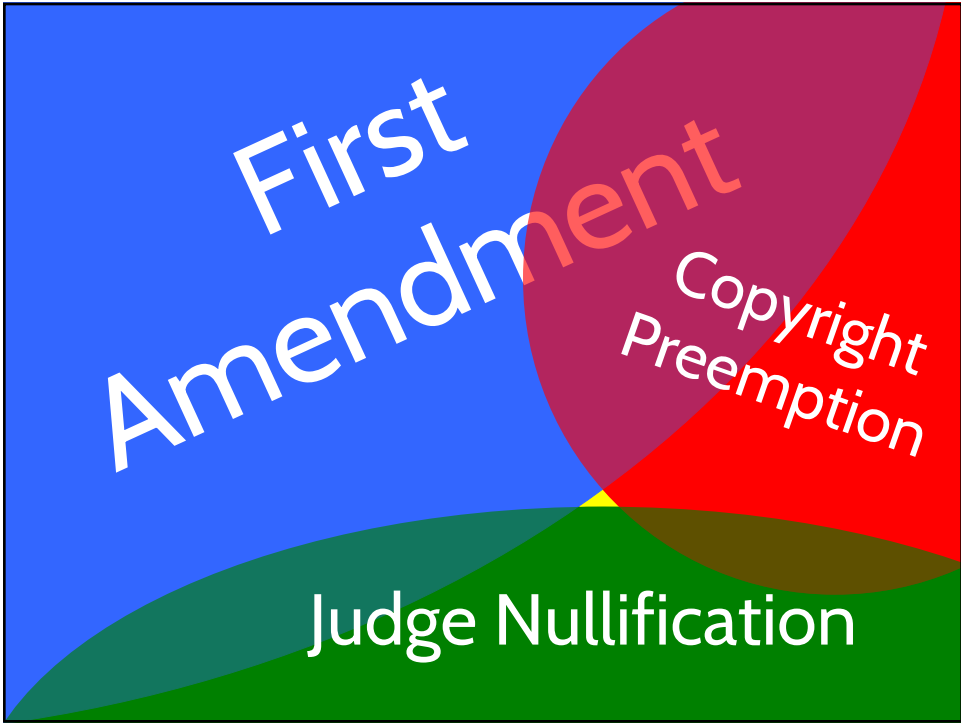 First
Amendment
Copyright
Preemption
Judge Nullification